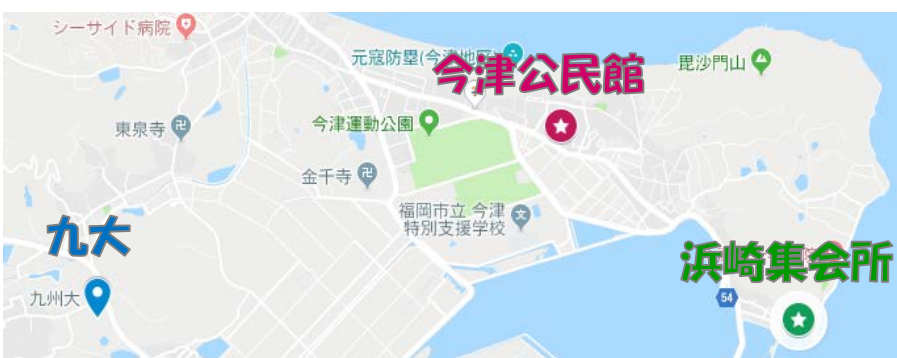 シーサイド病院
元寇防塁(今津地区)
今津公民館
毘沙門山
東泉寺
今津運動公園
金千寺
福岡市立 今津
特別支援学校
九大
浜崎集会所
九州大
54